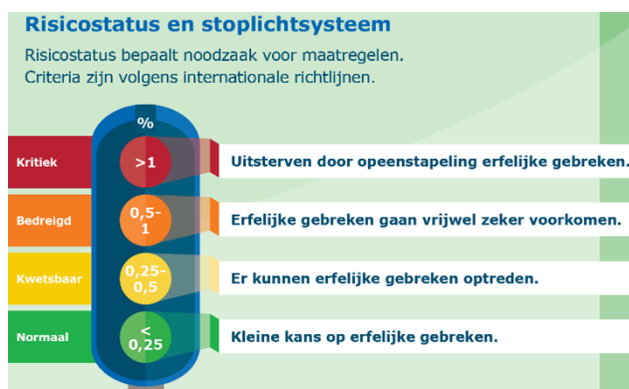 Risicostatus en stoplichtsysteem
Risicostatus bepaalt noodzaak voor maatregelen.
Criteria zijn volgens internationale richtlijnen.
%
Kritiek
>1
Uitsterven door opeenstapeling erfelijke gebreken.
Bedreigd
0,5-
1
Erfelijke gebreken gaan vrijwel zeker voorkomen.
Kwetsbaar
0,25-
0,5
Er kunnen erfelijke gebreken optreden.
Normaal
<
0,25
Kleine kans op erfelijke gebreken.